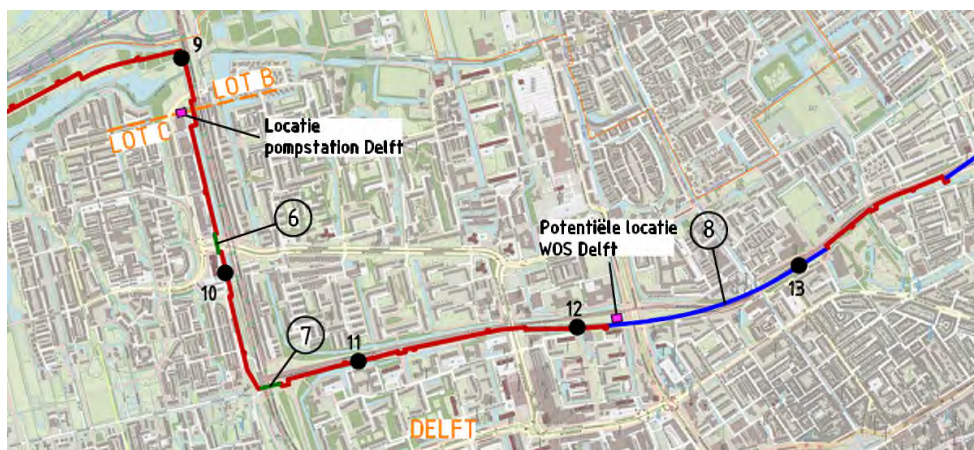 9
LOT B
LOT C
Locatie
pompstation Delft
6
Potentiële locatie
WOS Delft
8
10
13
12
7
11
DELFT